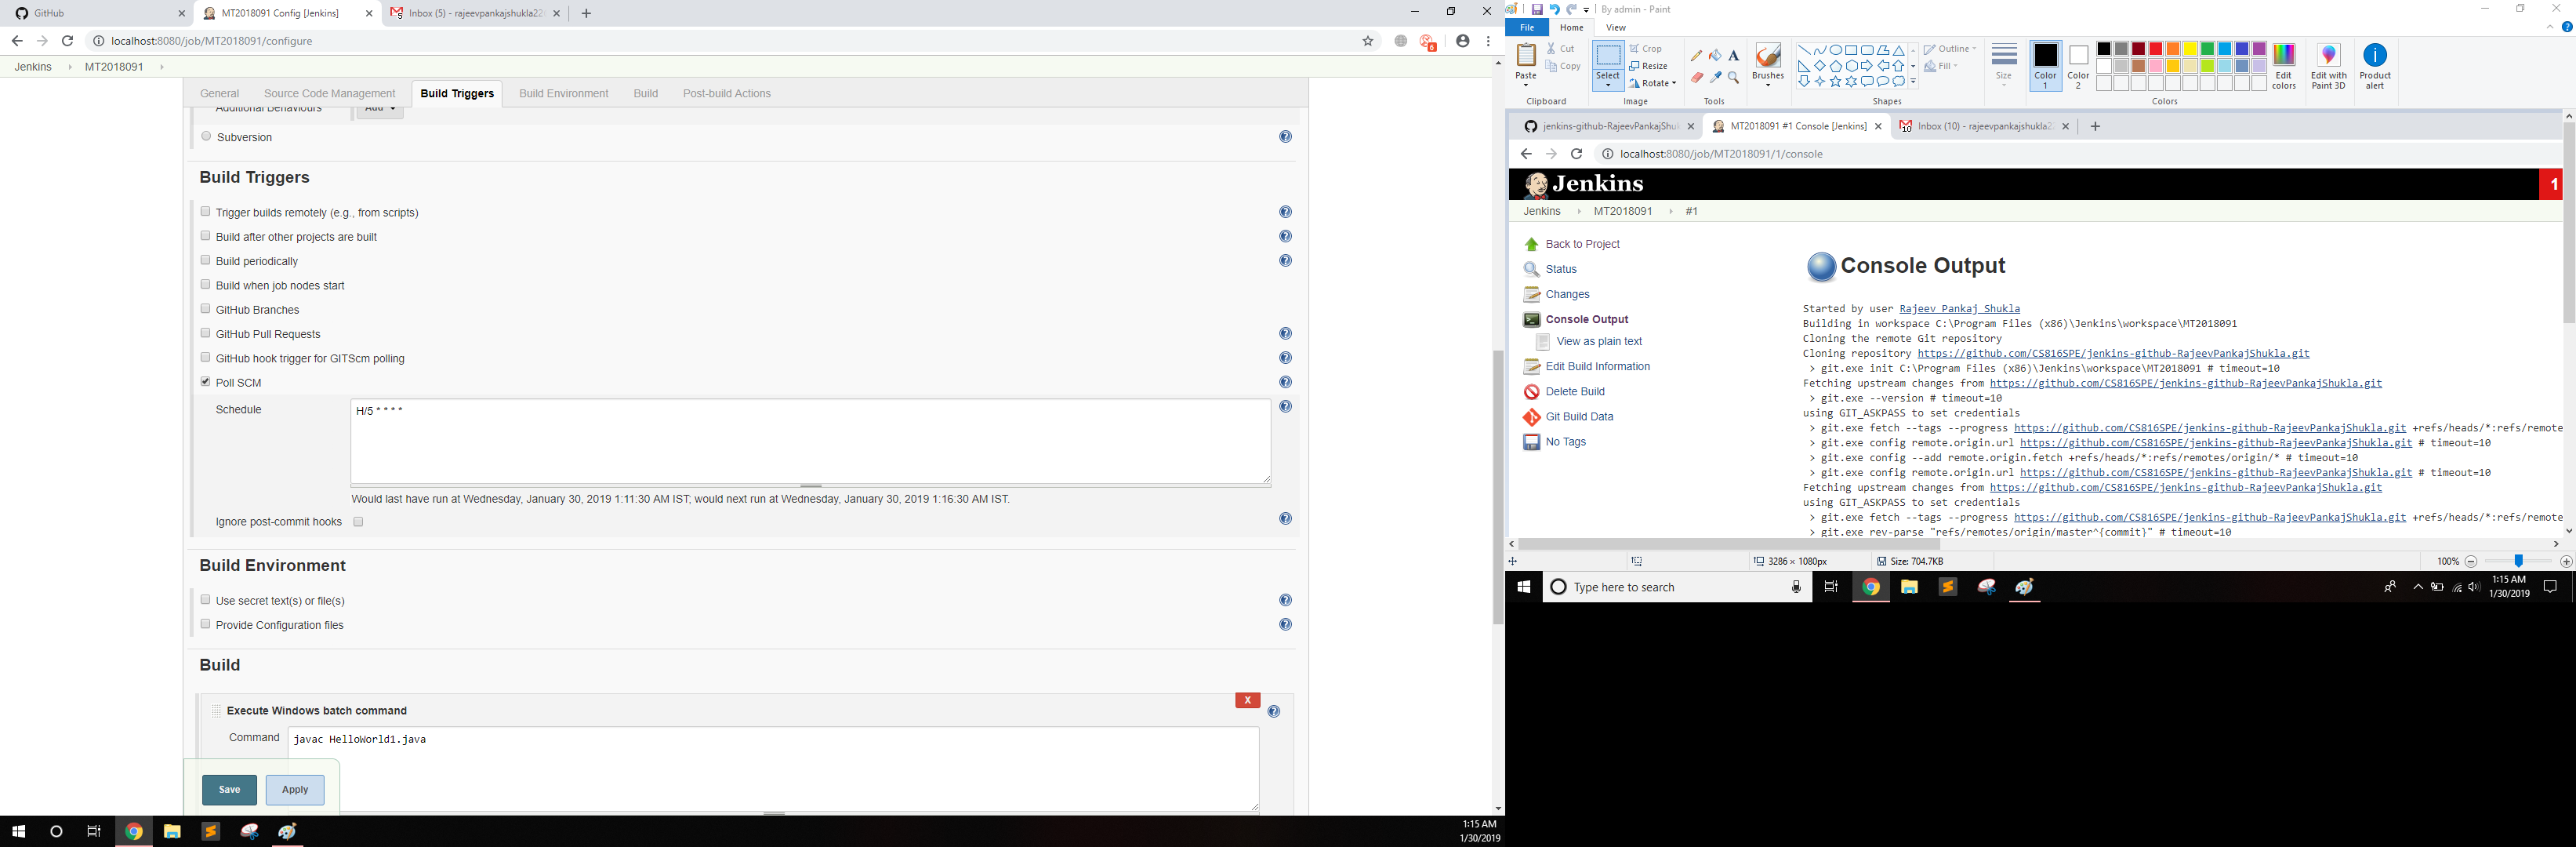 GitHub
MT2018091 Config [Jenkins]
Inbox (5) - rajeevpankajshukla22
localhost:8080/job/MT2018091/configure
6
Jenkins
MT2018091
General
Source Code Management
Build Triggers
Build Environment
Build
Post-build Actions
Additional Behaviours
Add
Subversion
Build Triggers
Trigger builds remotely (e.g., from scripts)
Build after other projects are built
Build periodically
Build when job nodes start
GitHub Branches
GitHub Pull Requests
GitHub hook trigger for GITScm polling
Poll SCM
Schedule
H/5 * * * *
Would last have run at Wednesday, January 30, 2019 1:11:30 AM IST; would next run at Wednesday, January 30, 2019 1:16:30 AM IST.
Ignore post-commit hooks
Build Environment
Use secret text(s) or file(s)
Provide Configuration files
Build
X
Execute Windows batch command
Command
javac HelloWorld1.java
Save
Apply
1:15 AM
1/30/2019
By admin - Paint
File
Home
View
Paste
Cut
Copy
Clipboard
Select
Crop
Resize
Rotate
Image
A
Tools
Brushes
Outline
Fill
Shapes
Size
Color
1
Color
2
Edit
colors
Colors
Edit with
Paint 3D
Product
alert
jenkins-github-RajeevPankajShuk
MT2018091 #1 Console [Jenkins]
10
Inbox (10) - rajeevpankajshukla22
localhost:8080/job/MT2018091/1/console
Jenkins
1
Jenkins
MT2018091
#1
Back to Project
Status
Changes
Console Output
View as plain text
Edit Build Information
Delete Build
Git Build Data
No Tags
Console Output
Started by user Rajeev Pankaj Shukla
Building in workspace C:\Program Files (x86)\Jenkins\workspace\MT2018091
Cloning the remote Git repository
Cloning repository https://github.com/CS816SPE/jenkins-github-RajeevPankajShukla.git
> git.exe init C:\Program Files (x86)\Jenkins\workspace\MT2018091 # timeout=10
Fetching upstream changes from https://github.com/CS816SPE/jenkins-github-RajeevPankajShukla.git
> git.exe --version # timeout=10
using GIT_ASKPASS to set credentials
> git.exe fetch --tags --progress https://github.com/CS816SPE/jenkins-github-RajeevPankajShukla.git +refs/heads/*:refs/remote
> git.exe config remote.origin.url https://github.com/CS816SPE/jenkins-github-RajeevPankajShukla.git # timeout=10
> git.exe config --add remote.origin.fetch +refs/heads/*:refs/remotes/origin/* # timeout=10
> git.exe config remote.origin.url https://github.com/CS816SPE/jenkins-github-RajeevPankajShukla.git # timeout=10
Fetching upstream changes from https://github.com/CS816SPE/jenkins-github-RajeevPankajShukla.git
using GIT_ASKPASS to set credentials
> git.exe fetch --tags --progress https://github.com/CS816SPE/jenkins-github-RajeevPankajShukla.git +refs/heads/*:refs/remote
> git.exe rev-parse "refs/remotes/origin/master^{commit}" # timeout=10
3286 × 1080px
Size: 704.7KB
100%
Type here to search
1:15 AM
1/30/2019